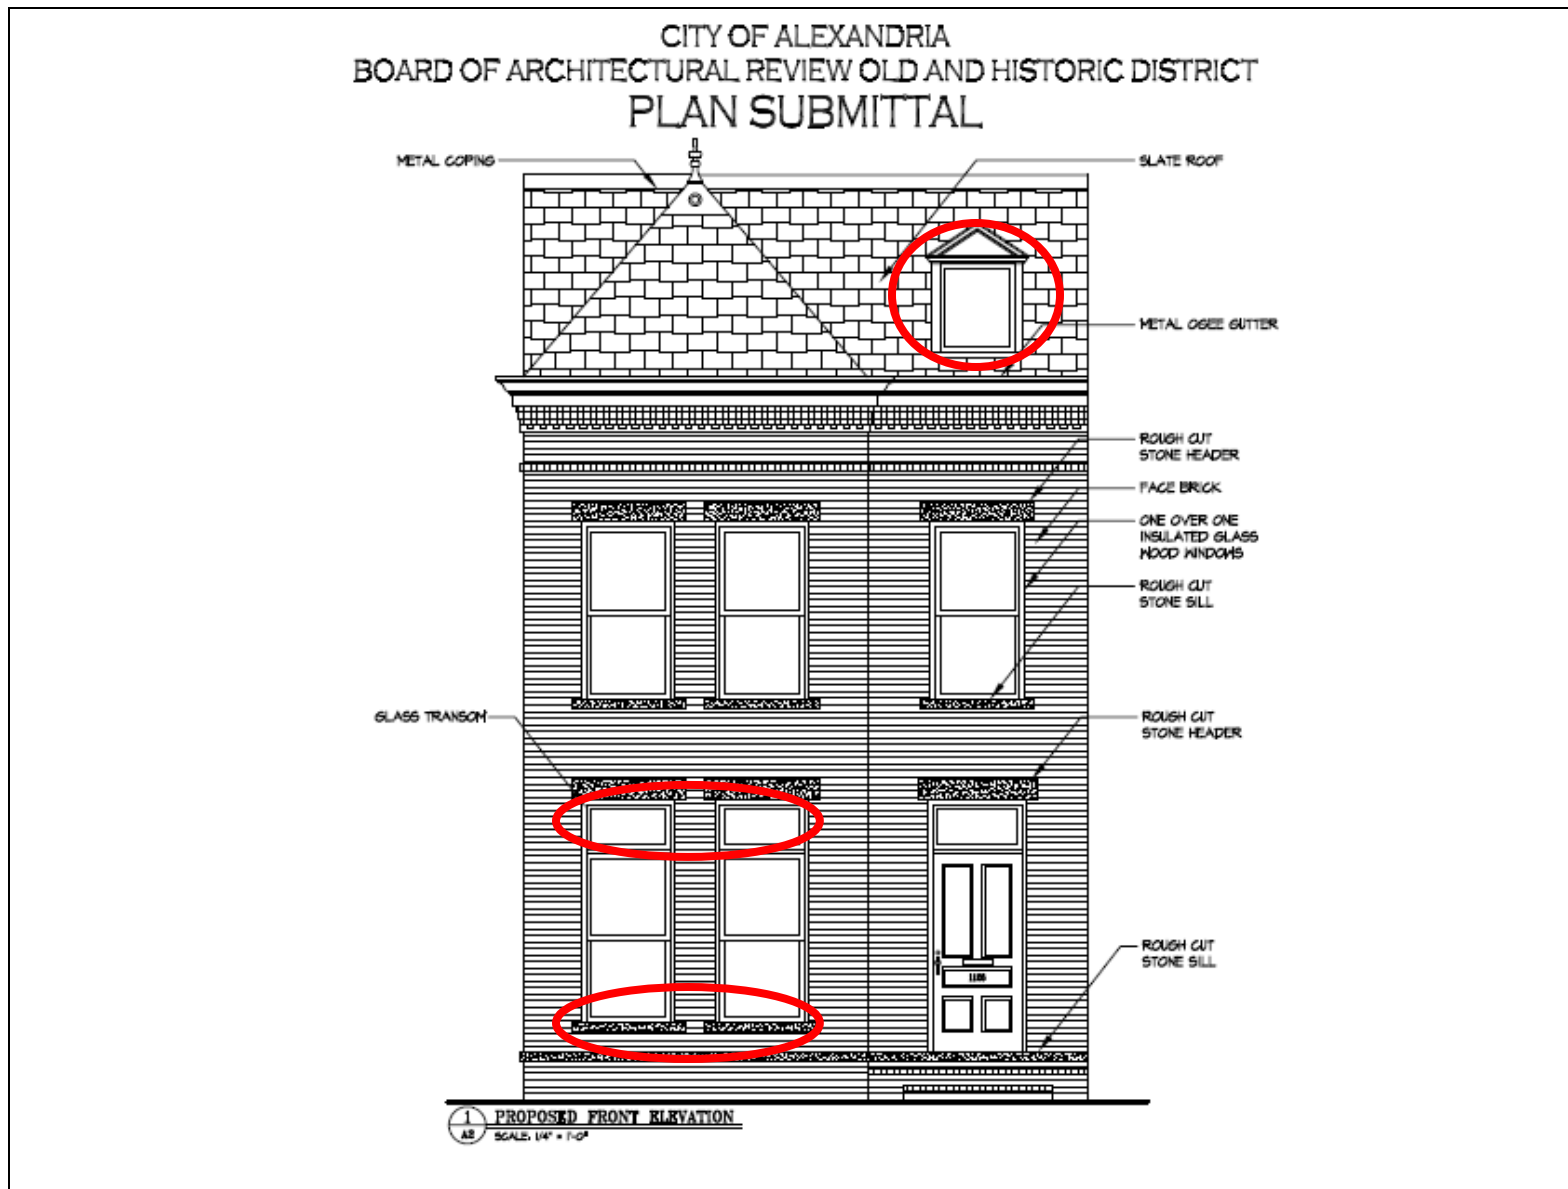 CITY OF ALEXANDRIA
BOARD OF ARCHITECTURAL REVIEW OLD AND HISTORIC DISTRICT
PLAN SUBMITTAL
METAL COPING
SLATE ROOF
METAL OGEE GUTTER
ROUGH CUT
STONE HEADER
FACE BRICK
ONE OVER ONE
INSULATED GLASS
WOOD WINDOWS
ROUGH CUT
STONE SILL
GLASS TRANSOM
ROUGH CUT
STONE HEADER
ROUGH CUT
STONE SILL
1
A2
PROPOSED FRONT ELEVATION
SCALE: 1/4" = 1'-0"